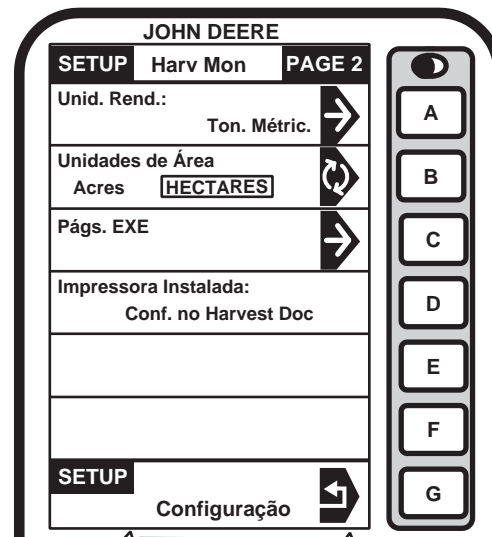 JOHN DEERE
SETUP Harv Mon PAGE 2
Unid. Rend.:
Ton. Métric.
A
Unidades de Área
Acres HECTARES
B
Págs. EXE
C
Impressora Instalada:
Conf. no Harvest Doc
D
E
F
SETUP
Configuração
G